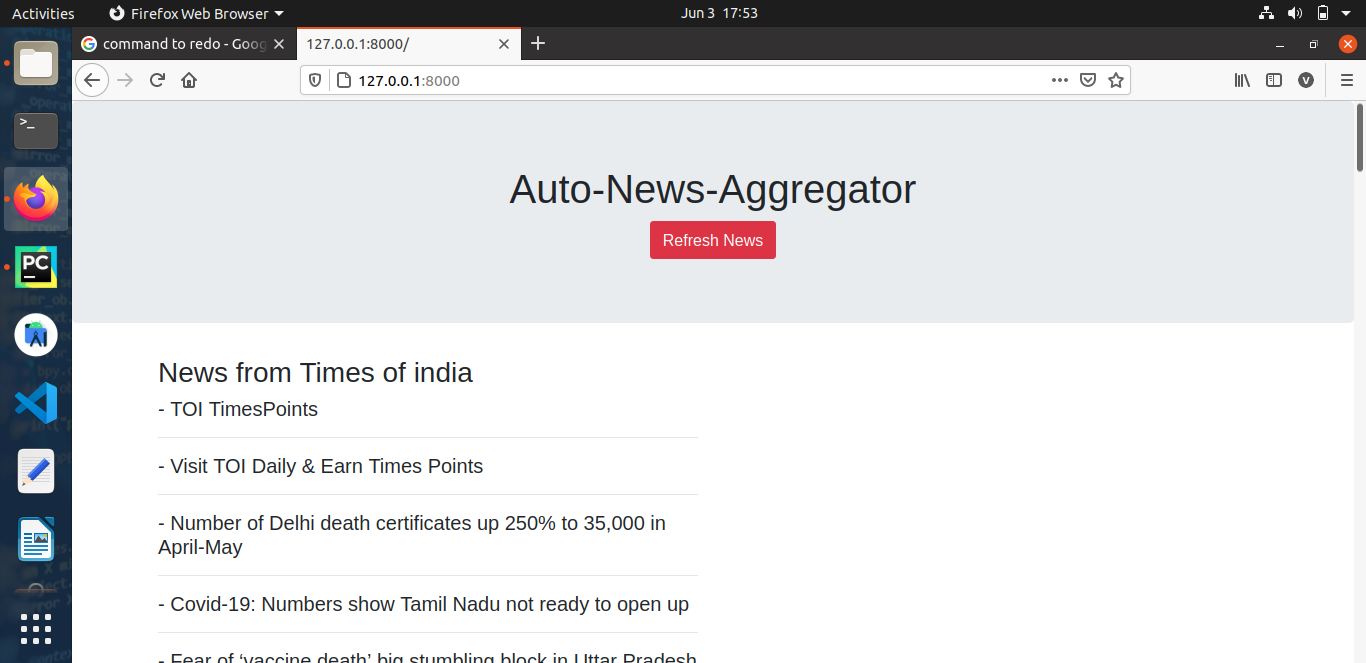 Activities
Firefox Web Browser
Jun 3 17:53
command to redo - Goog
127.0.0.1:8000/
127.0.0.1:8000
V
>_
PC
Auto-News-Aggregator
Refresh News
News from Times of india
- TOI TimesPoints
- Visit TOI Daily & Earn Times Points
- Number of Delhi death certificates up 250% to 35,000 in
April-May
- Covid-19: Numbers show Tamil Nadu not ready to open up
- Fear of ‘vaccine death’ big stumbling block in Uttar Pradesh